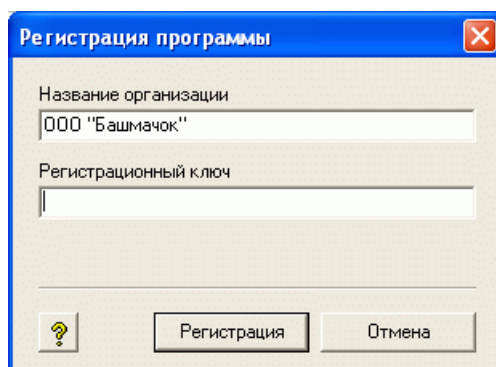 Регистрация программы
Название организации
ООО "Башмачок"
Регистрационный ключ
?
Регистрация Отмена